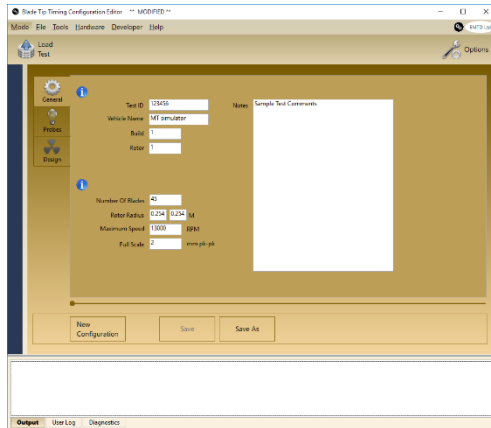 Blade Tip Timing Configuration Editor ** MODIFIED **
Mode File Tools Hardware Developer Help
Load
Test
Options
General
Probes
Design
Test ID 123456
Vehicle Name MT simulator
Build 1
Rotor 1
Notes Sample Test Comments
Number Of Blades 45
Rotor Radius 0.254 0.254 M
Maximum Speed 13000 RPM
Full Scale 2 mm pk-pk
New
Configuration
Save
Save As
Output User Log Diagnostics